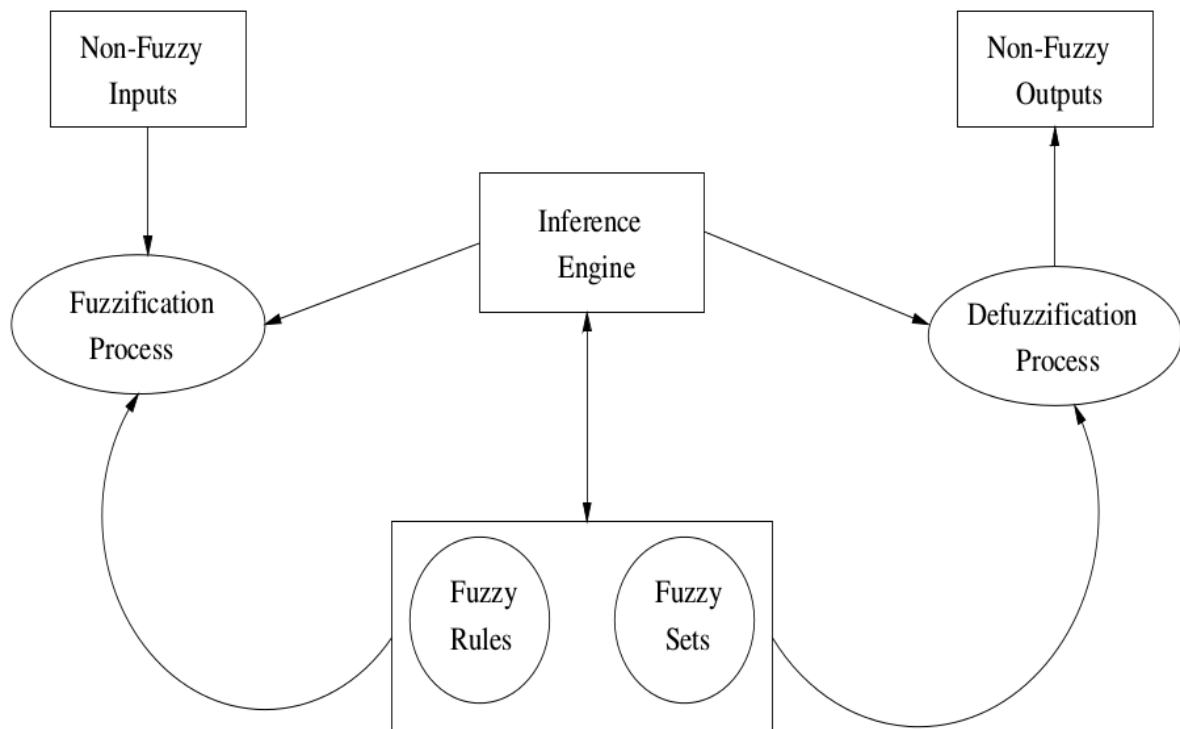 Non-Fuzzy
Inputs
Non-Fuzzy
Outputs
Inference
Engine
Fuzzification
Process
Defuzzification
Process
Fuzzy
Rules
Fuzzy
Sets